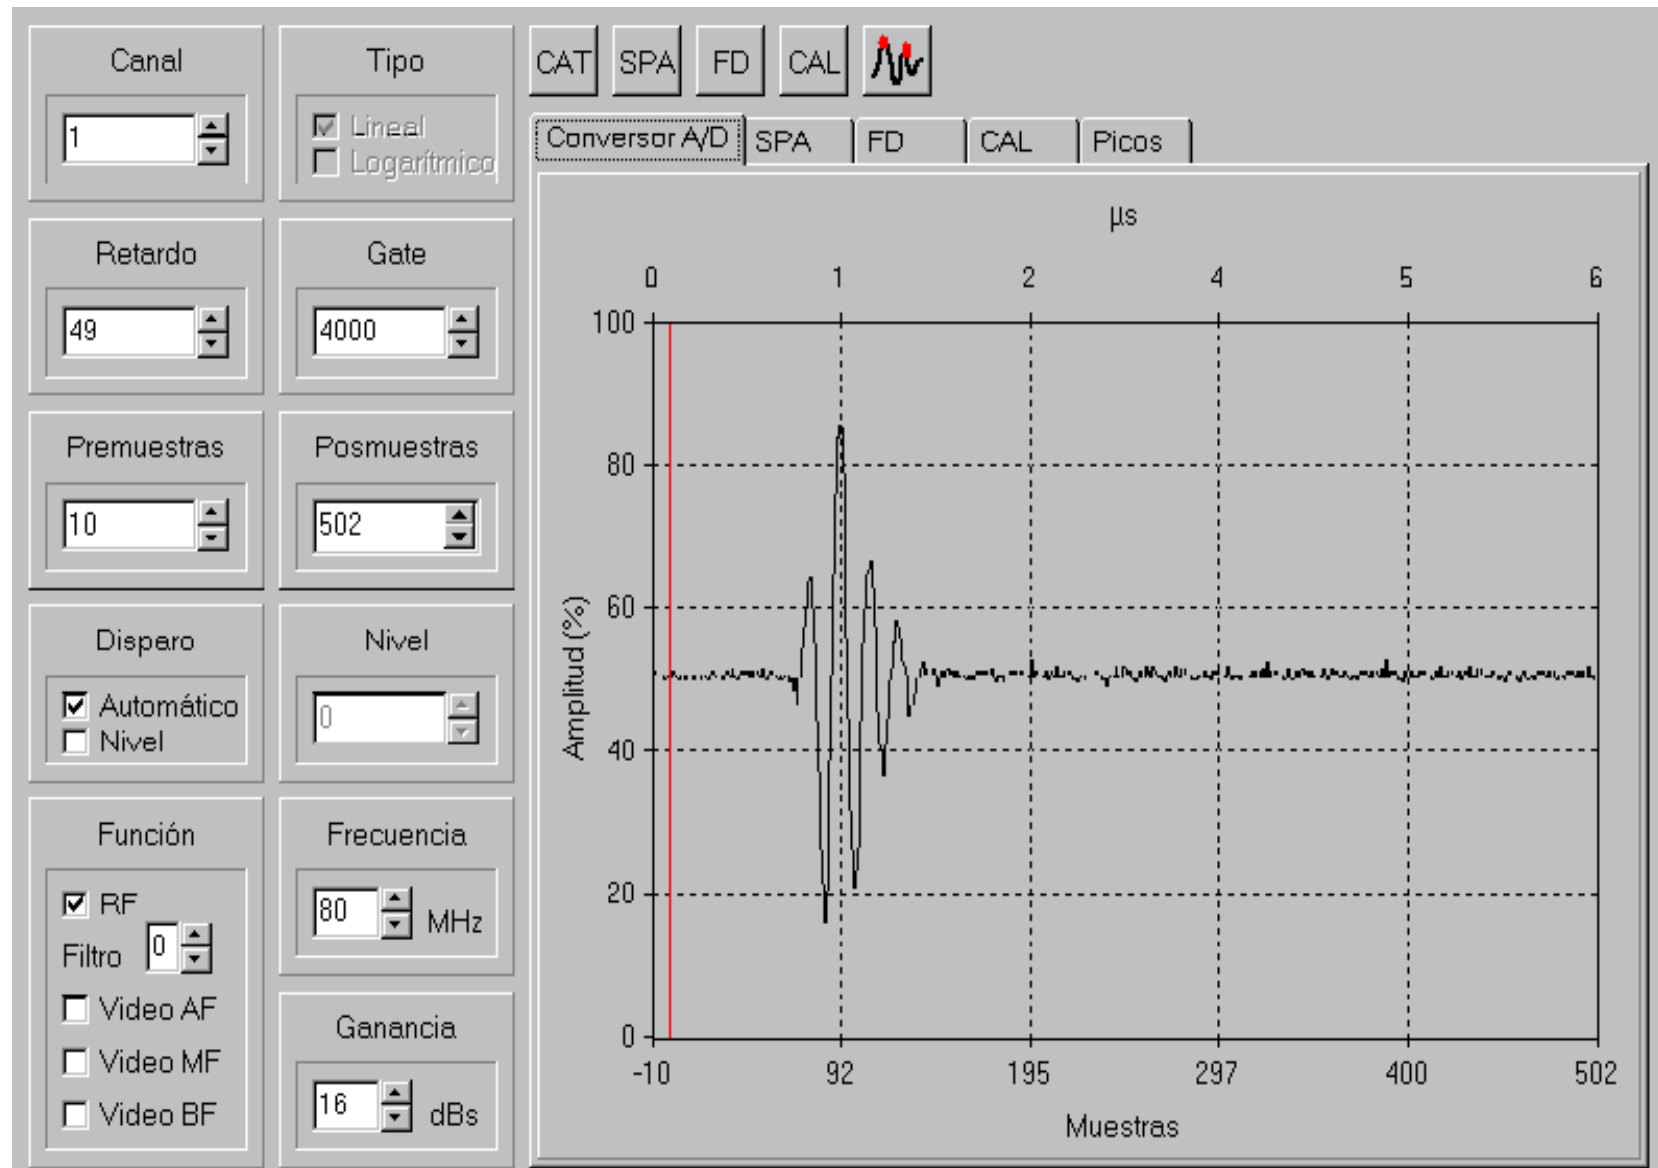 Canal
1
Tipo
Lineal
Logarítmico
Retardo
49
Gate
4000
Premuestras
10
Posmuestras
502
Disparo
Automático
Nivel
Nivel
0
Función
RF
Filtro 0
Video AF
Video MF
Video BF
Frecuencia
80 MHz
Ganancia
16 dBs
CAT SPA FD CAL
Conversor A/D SPA FD CAL Picos
µs
0 1 2 4 5 6
100
80
60
40
20
0
Amplitud (%)
-10 92 195 297 400 502
Muestras